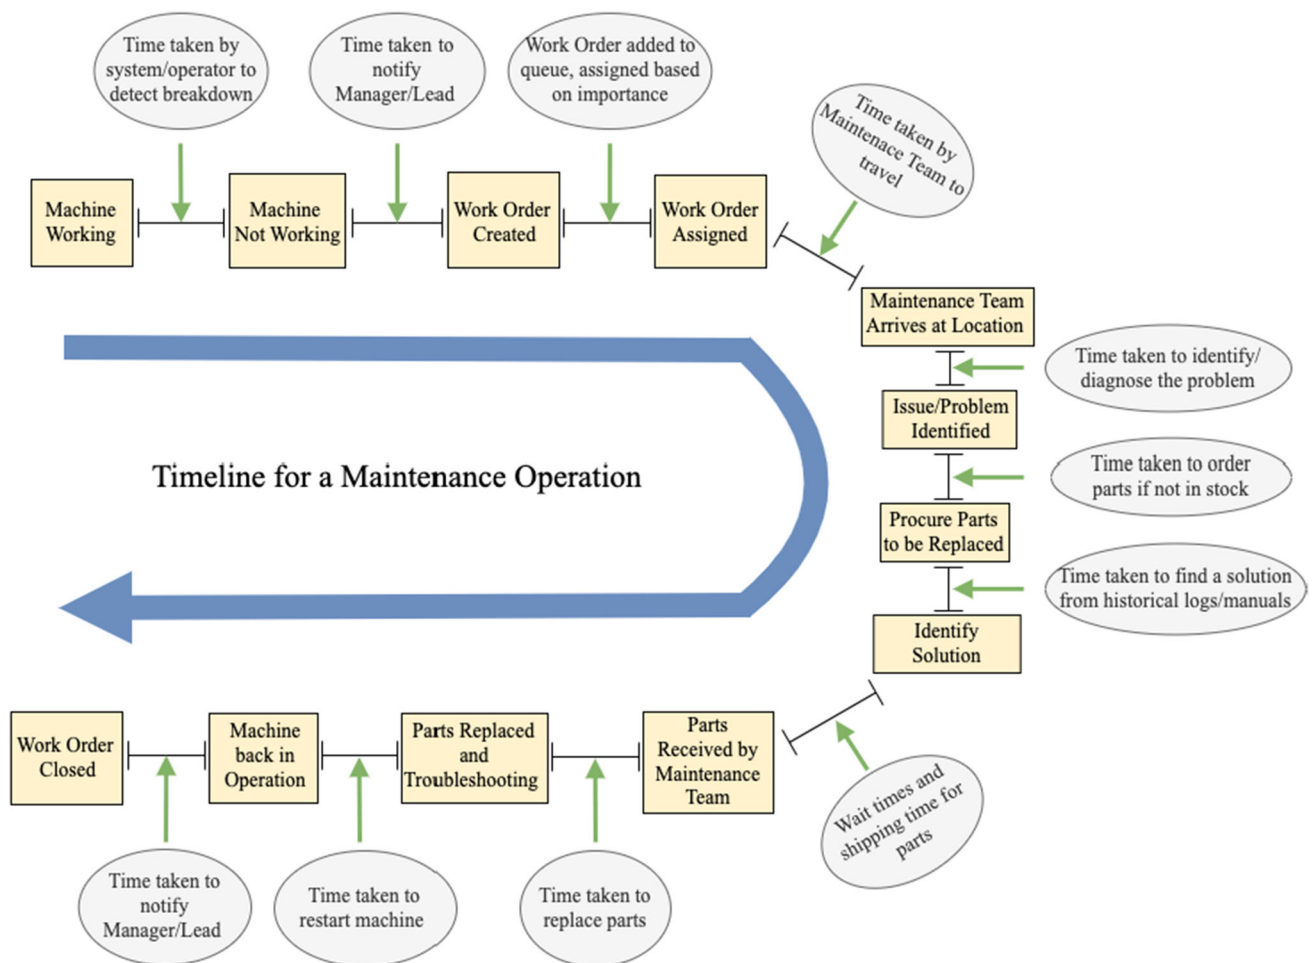 Time taken by
system/operator to
detect breakdown
Time taken to
notify
Manager/Lead
Work Order added to
queue, assigned based
on importance
Time taken by
Maintenace Team to
travel
Machine
Working
Machine
Not Working
Work Order
Created
Work Order
Assigned
Maintenance Team
Arrives at Location
Time taken to identify/
diagnose the problem
Issue/Problem
Identified
Time taken to order
parts if not in stock
Timeline for a Maintenance Operation
Procure Parts
to be Replaced
Time taken to find a solution
from historical logs/manuals
Identify
Solution
Wait times and
shipping time for
parts
Parts
Received by
Maintenance
Team
Parts Replaced
and
Troubleshooting
Machine
back in
Operation
Work Order
Closed
Time taken to
replace parts
Time taken to
restart machine
Time taken to
notify
Manager/Lead